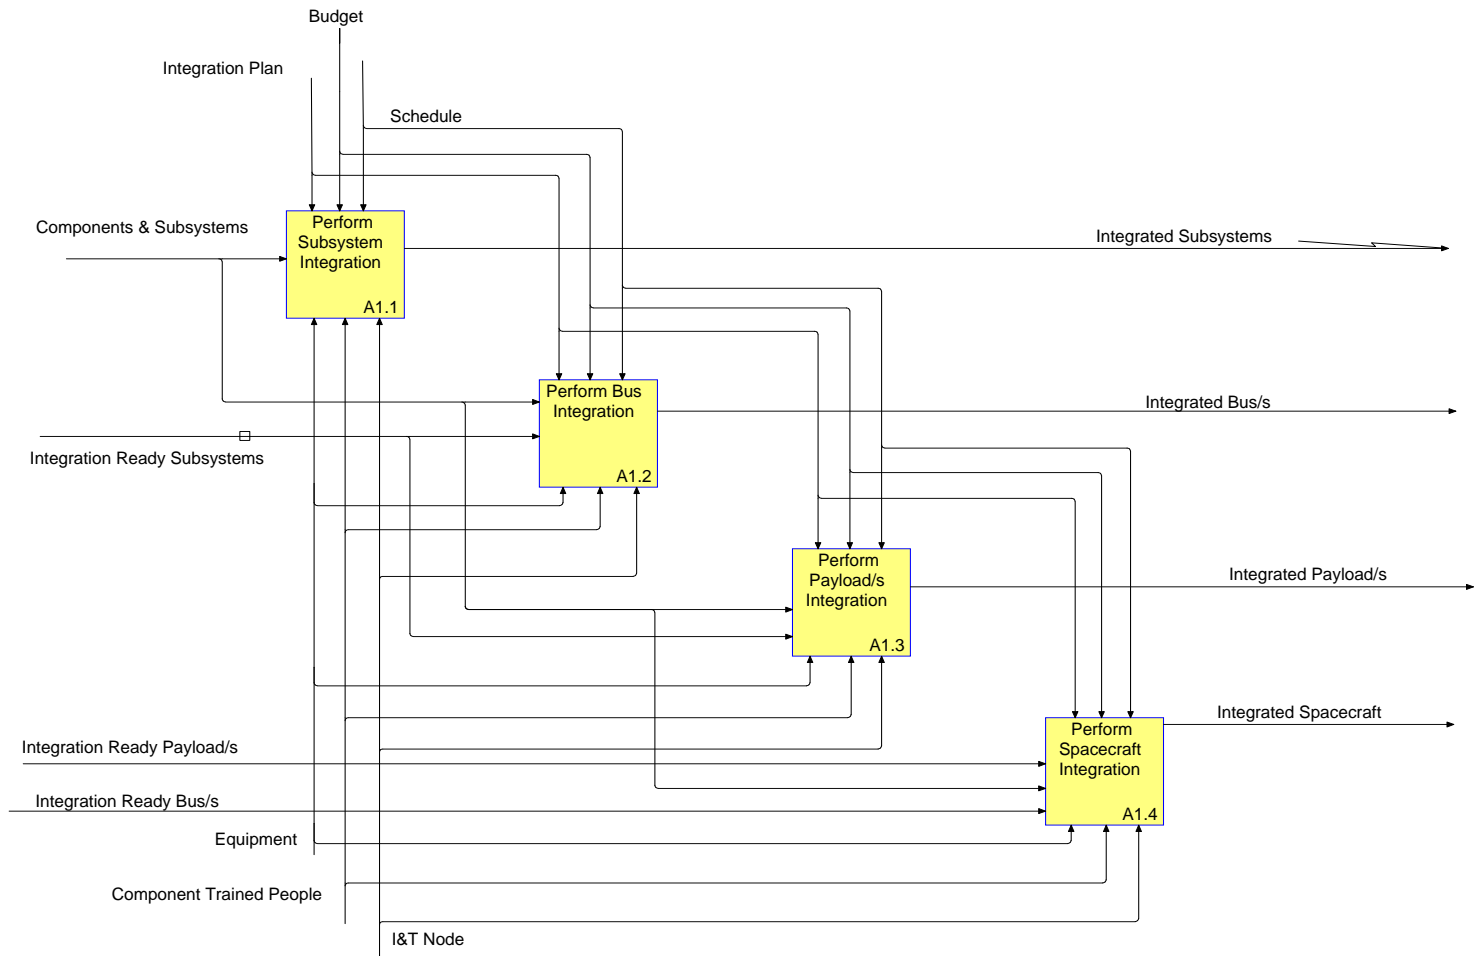 Budget
Integration Plan
Schedule
Components & Subsystems
Perform
Subsystem
Integration
A1.1
Integrated Subsystems
Perform Bus
Integration
A1.2
Integrated Bus/s
Integration Ready Subsystems
Perform
Payload/s
Integration
A1.3
Integrated Payload/s
Integrated Spacecraft
Perform
Spacecraft
Integration
A1.4
Integration Ready Payload/s
Integration Ready Bus/s
Equipment
Component Trained People
I&T Node